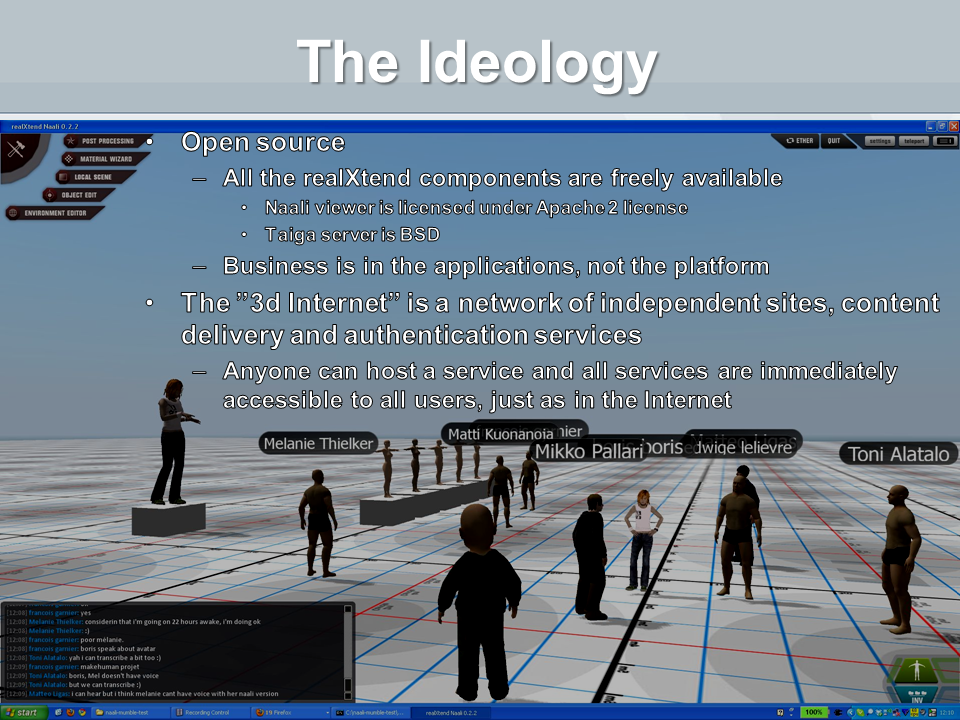 The Ideology
realXtend Naali 0.2.2
POST PROCESSING
MATERIAL WIZARD
LOCAL SCENE
OBJECT EDIT
ENVIRONMENT EDITOR
ETHER
QUIT
settings
teleport
• Open source
– All the realXtend components are freely available
• Naali viewer is licensed under Apache 2 license
• Taiga server is BSD
– Business is in the applications, not the platform
• The ”3d Internet” is a network of independent sites, content
delivery and authentication services
– Anyone can host a service and all services are immediately
accessible to all users, just as in the Internet
Melanie Thielker
Matti Kuonanoja
Mikko Pallari
boris
dwige lelievre
Toni Alatalo
[12:08] francois garnier: yes
[12:08] Melanie Thielker: considerin that i'm going on 22 hours awake, i'm doing ok
[12:08] Melanie Thielker: :)
[12:08] francois garnier: poor mélanie.
[12:08] francois garnier: boris speak about avatar
[12:08] Toni Alatalo: yah i can transcribe a bit too :)
[12:09] francois garnier: makehuman projet
[12:09] Toni Alatalo: boris, Mel doesn't have voice
[12:09] Toni Alatalo: but we can transcribe :)
[12:09] Matteo Ligas: i can hear but i think melanie cant have voice with her naali version
INV
start
naali-mumble-test
Recording Control
Firefox
realXtend Naali 0.2.2
100%